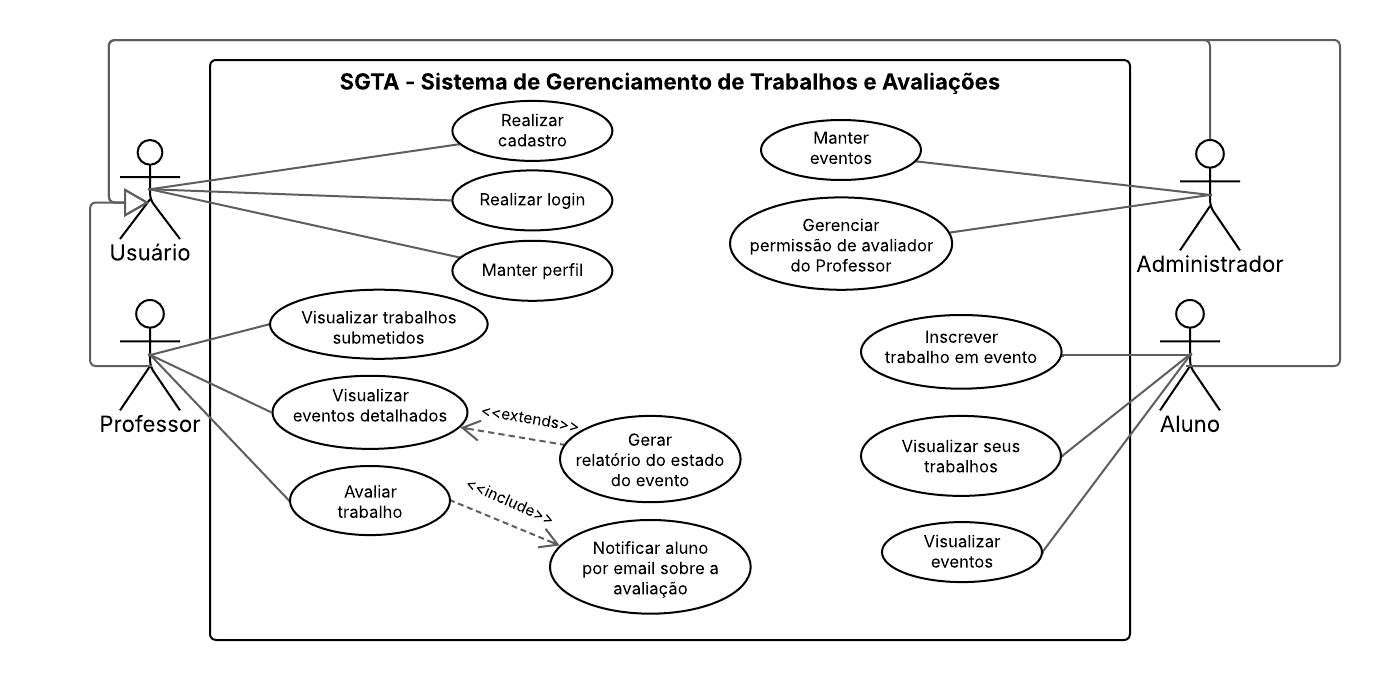 SGTA - Sistema de Gerenciamento de Trabalhos e Avaliações
Realizar
cadastro
Realizar login
Manter perfil
Usuário
Manter
eventos
Gerenciar
permissão de avaliador
do Professor
Administrador
Visualizar trabalhos
submetidos
Visualizar
eventos detalhados
Avaliar
trabalho
Professor
<<extends>>
Gerar
relatório do estado
do evento
<<include>>
Notificar aluno
por email sobre a
avaliação
Inscrever
trabalho em evento
Visualizar seus
trabalhos
Visualizar
eventos
Aluno